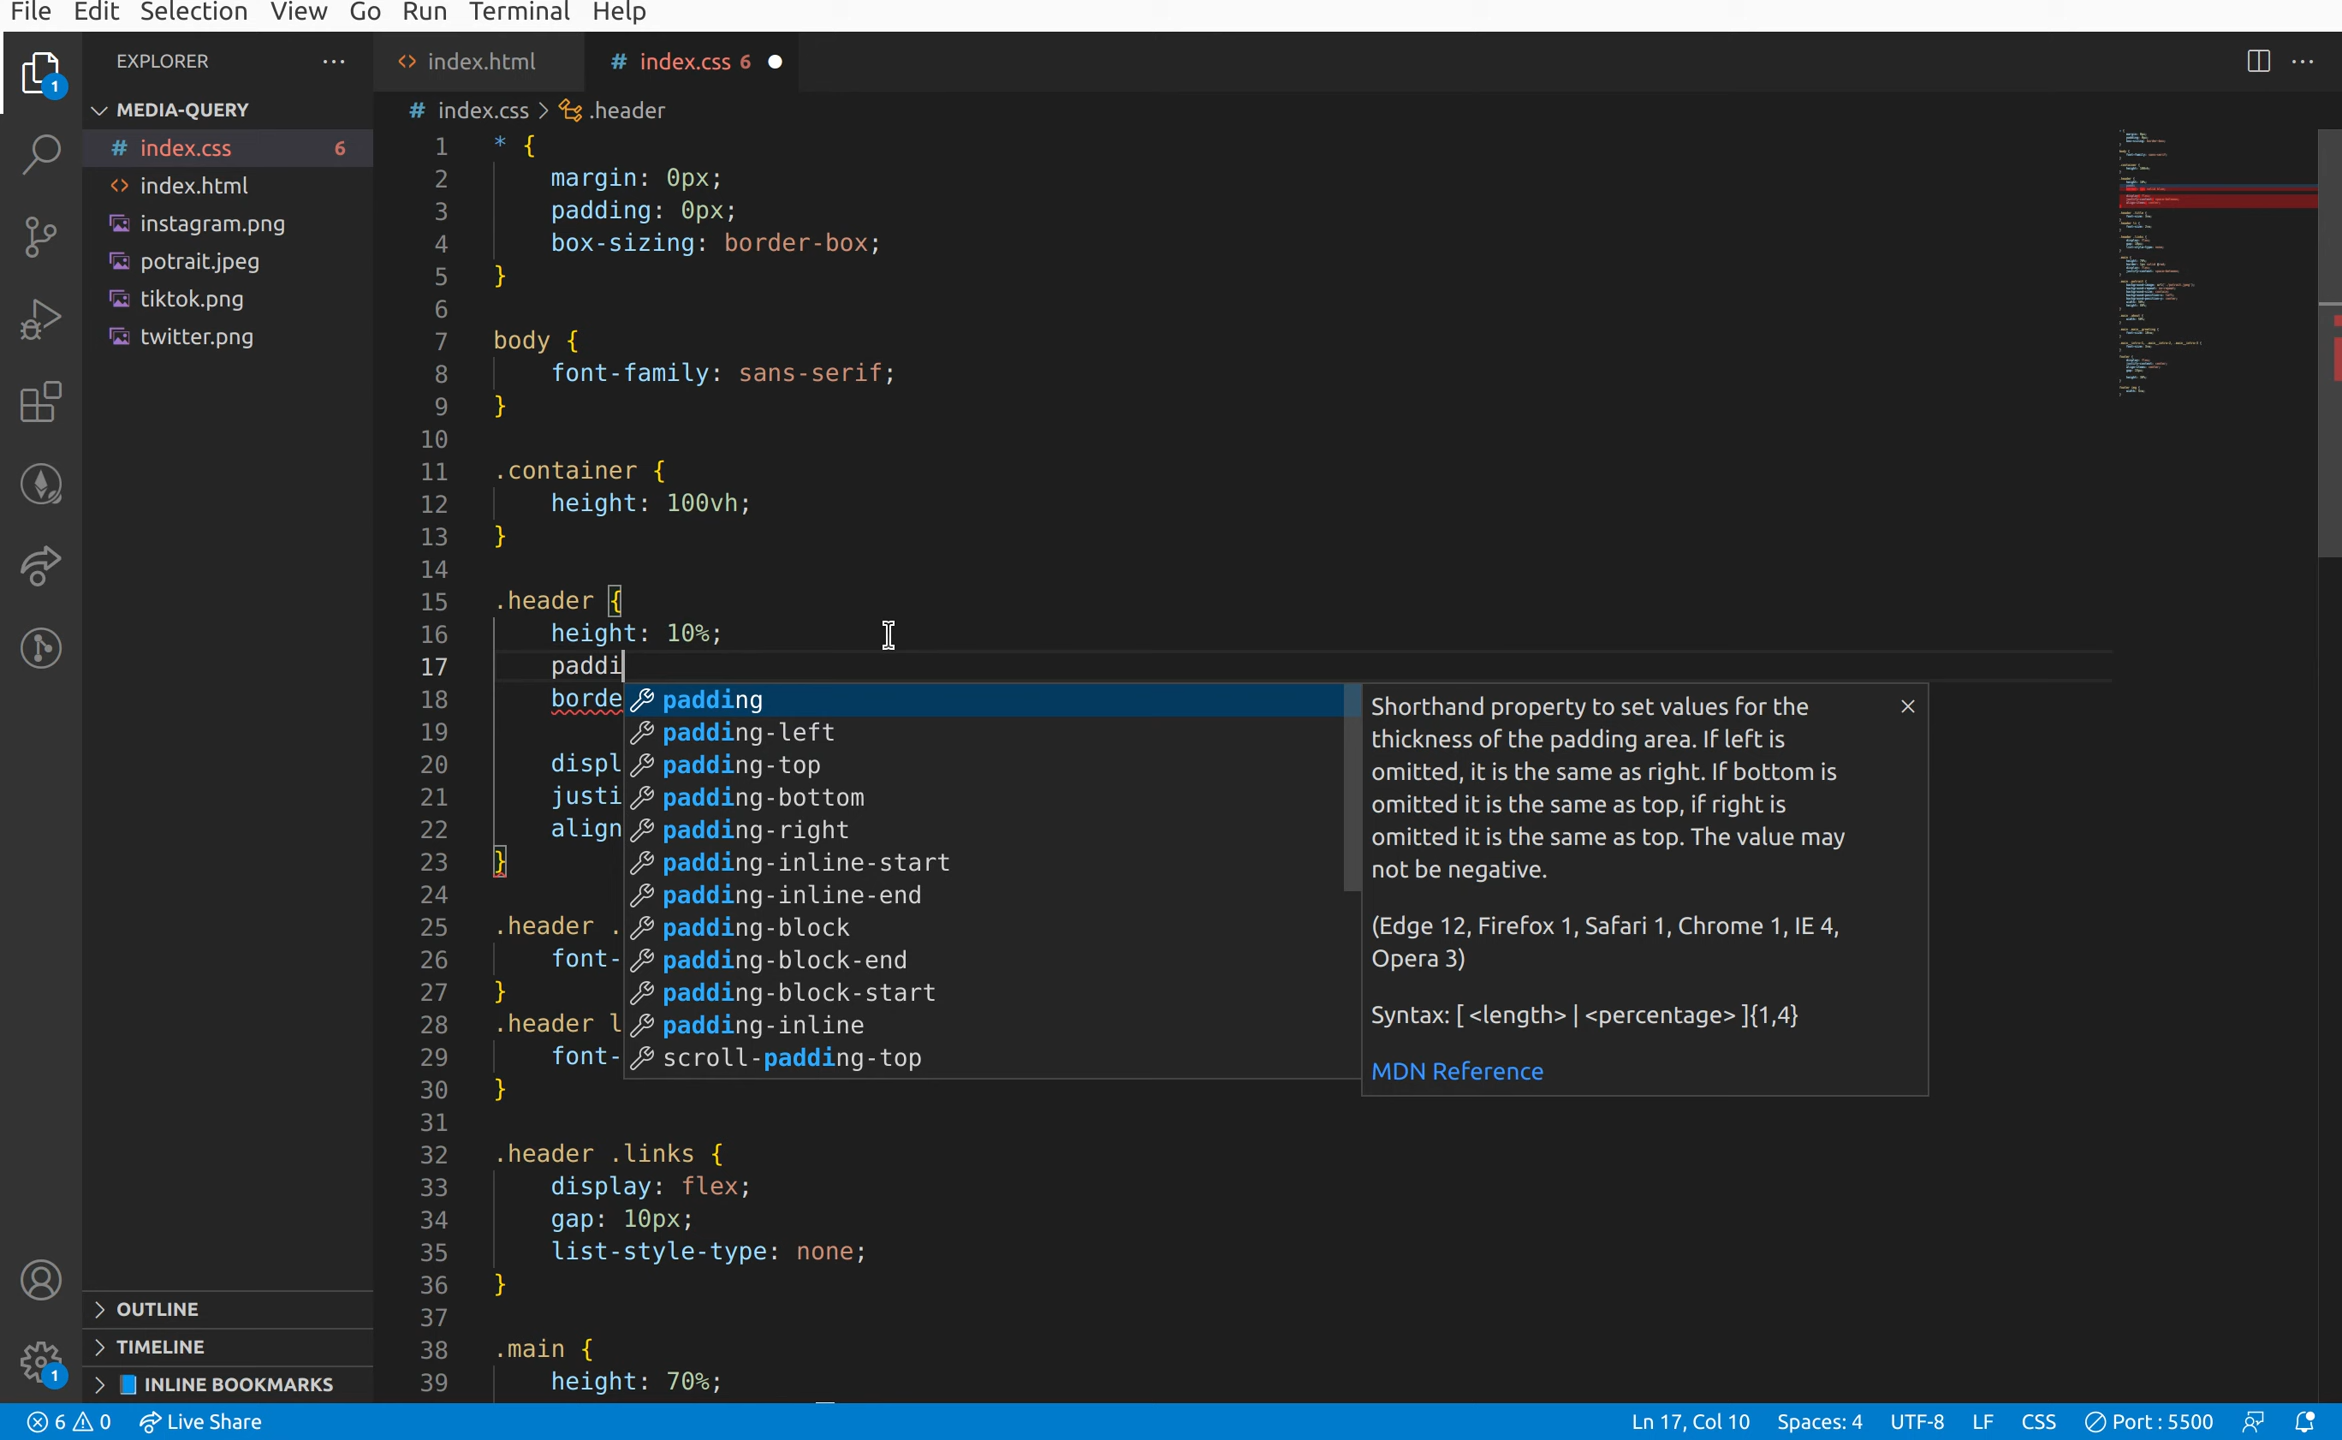 File Edit Selection View Go Run Terminal Help
EXPLORER ···
index.html
# index.css 6
1
MEDIA-QUERY
# index.css 6
index.html
instagram.png
potrait.jpeg
tiktok.png
twitter.png
# index.css > .header
1 * {
2 margin: 0px;
3 padding: 0px;
4 box-sizing: border-box;
5 }
6
7 body {
8 font-family: sans-serif;
9 }
10
11 .container {
12 height: 100vh;
13 }
14
15 .header {
16 height: 10%;
17 paddi
18 borde
19
20 displ
21 justi
22 align
23 }
24
25 .header .
26 font-
27 }
28 .header l
29 font-
30 }
31
32 .header .links {
33 display: flex;
34 gap: 10px;
35 list-style-type: none;
36 }
37
38 .main {
39 height: 70%;
padding
padding-left
padding-top
padding-bottom
padding-right
padding-inline-start
padding-inline-end
padding-block
padding-block-end
padding-block-start
padding-inline
scroll-padding-top
Shorthand property to set values for the
thickness of the padding area. If left is
omitted, it is the same as right. If bottom is
omitted it is the same as top, if right is
omitted it is the same as top. The value may
not be negative.
(Edge 12, Firefox 1, Safari 1, Chrome 1, IE 4,
Opera 3)
Syntax: [ <length> | <percentage> ]{1,4}
MDN Reference
OUTLINE
TIMELINE
INLINE BOOKMARKS
1
6 0 Live Share
Ln 17, Col 10 Spaces: 4 UTF-8 LF CSS Port : 5500